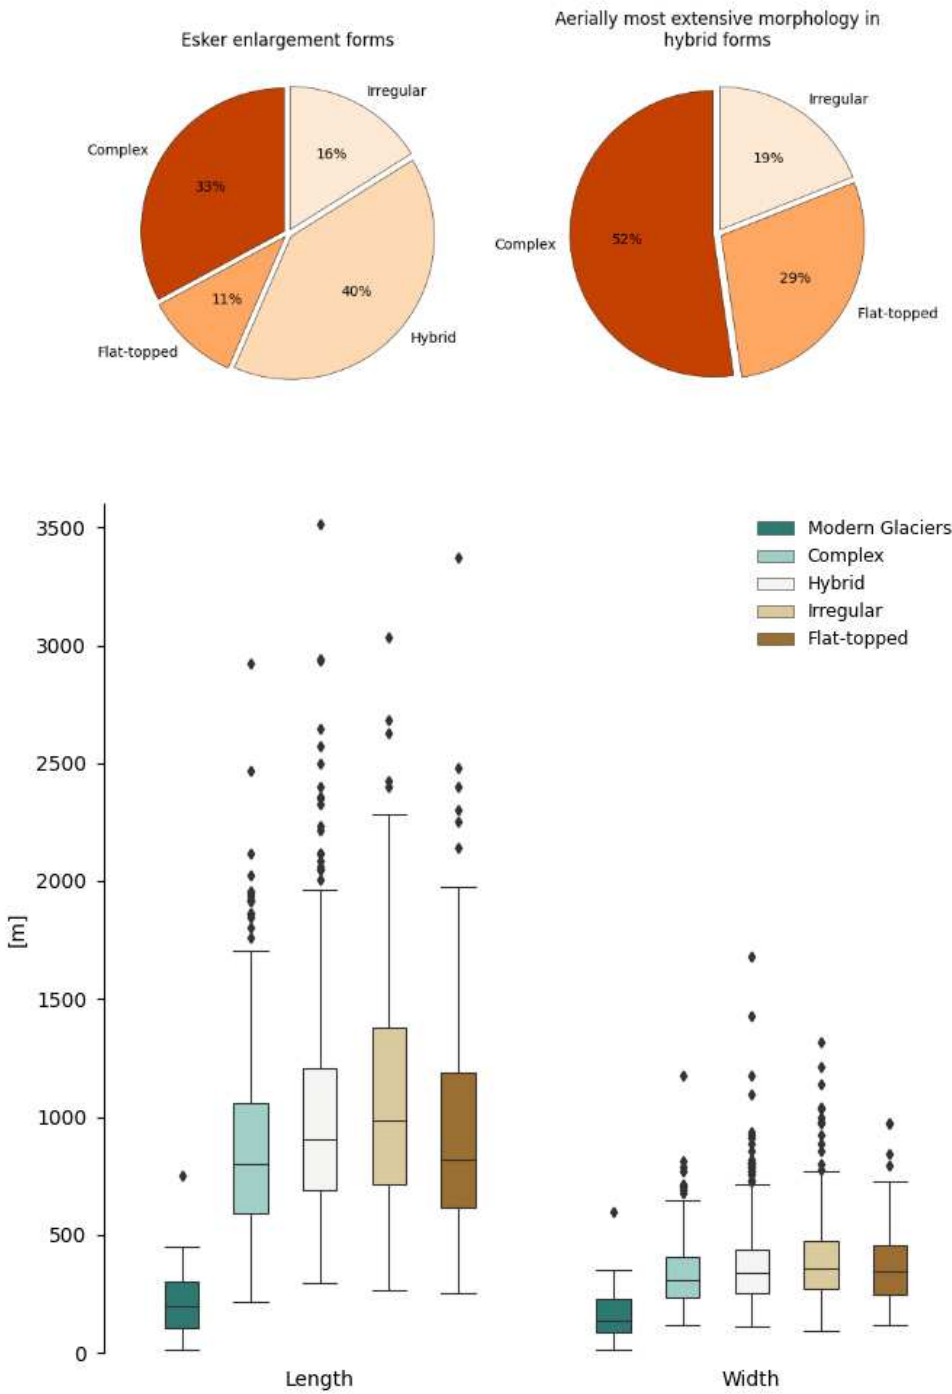 Esker enlargement forms
Aerially most extensive morphology in
hybrid forms
Irregular
16%
Complex
33%
40%
11%
Hybrid
Flat-topped
Irregular
19%
Complex
52%
29%
Flat-topped
3500
3000
2500
2000
1500
1000
500
0
[m]
Modern Glaciers
Complex
Hybrid
Irregular
Flat-topped
Length
Width